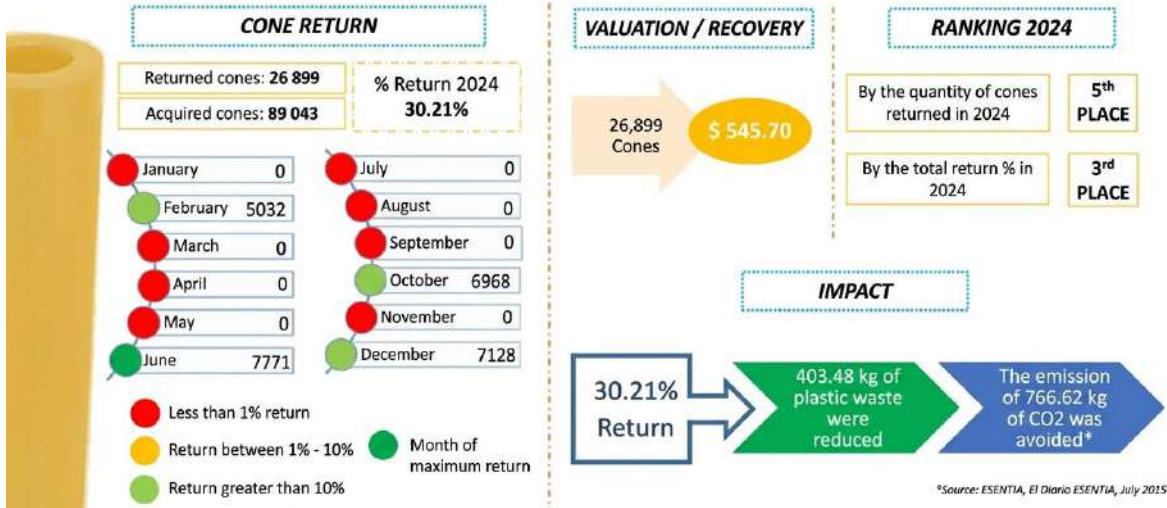 CONE RETURN
Returned cones: 26 899
Acquired cones: 89 043
% Return 2024
30.21%
January 0
February 5032
March 0
April 0
May 0
June 7771
July 0
August 0
September 0
October 6968
November 0
December 7128
Less than 1% return
Return between 1% - 10%
Return greater than 10%
Month of
maximum return
VALUATION / RECOVERY
26,899
Cones
$ 545.70
RANKING 2024
By the quantity of cones
returned in 2024
5th
PLACE
By the total return % in
2024
3rd
PLACE
IMPACT
30.21%
Return
403.48 kg of
plastic waste
were
reduced
The emission
of 766.62 kg
of CO2 was
avoided*
*Source: ESENTIA, El Diario ESENTIA, July 2015